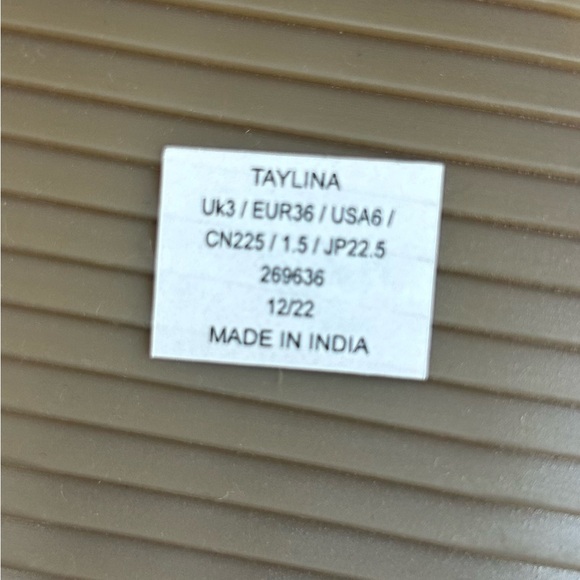 TAYLINA
Uk3 / EUR36 / USA6 /
CN225 / 1.5 / JP22.5
269636
12/22
MADE IN INDIA